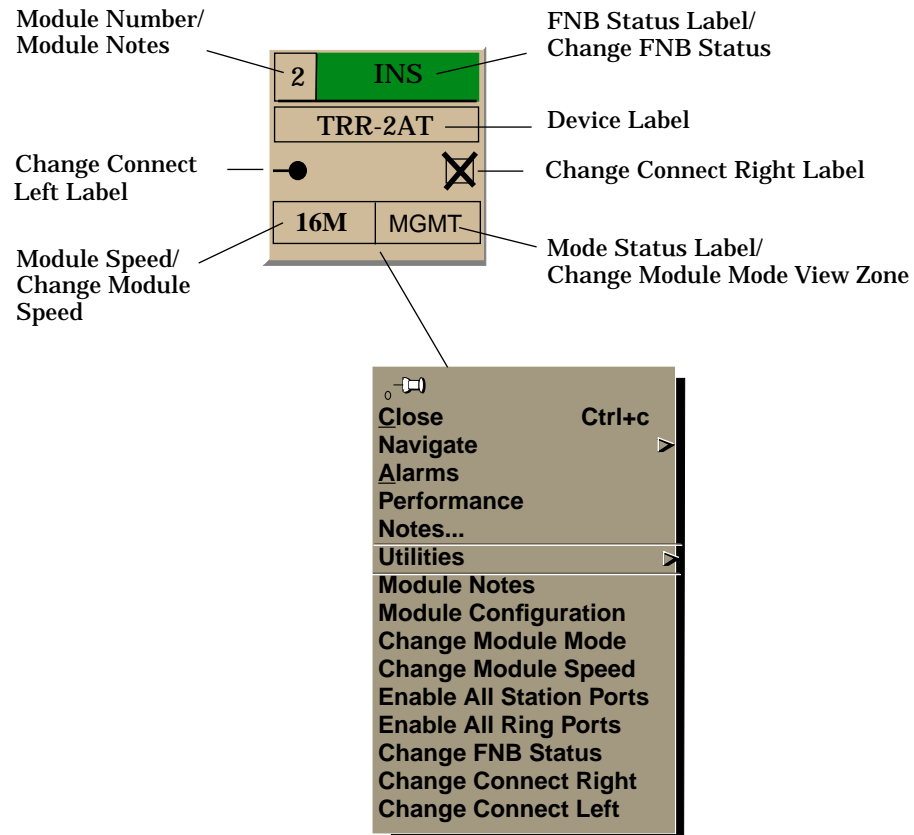 Module Number/
Module Notes
FNB Status Label/
Change FNB Status
2
INS
TRR-2AT
Device Label
Change Connect
Left Label
Change Connect Right Label
16M
MGMT
Mode Status Label/
Change Module Mode View Zone
Module Speed/
Change Module
Speed
Close Ctrl+c
Navigate
Alarms
Performance
Notes...
Utilities
Module Notes
Module Configuration
Change Module Mode
Change Module Speed
Enable All Station Ports
Enable All Ring Ports
Change FNB Status
Change Connect Right
Change Connect Left